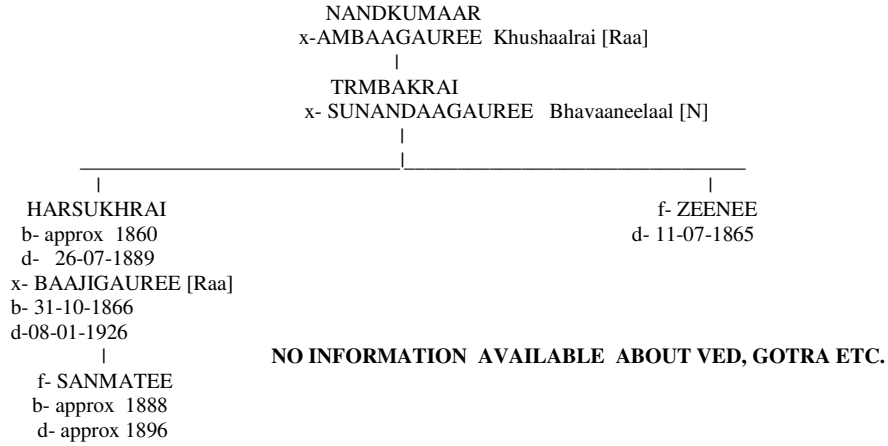 NANDKUMAAR
x-AMBAAGAUREE Khushaalrai [Raa]
TRMBAKRAI
x- SUNANDAAGAUREE Bhavaaneelaal [N]
HARSUKHRAI
b- approx 1860
d- 26-07-1889
x- BAAJIGAUREE [Raa]
b- 31-10-1866
d-08-01-1926
f- SANMATEE
b- approx 1888
d- approx 1896
f- ZEENEE
d- 11-07-1865
NO INFORMATION AVAILABLE ABOUT VED, GOTRA ETC.